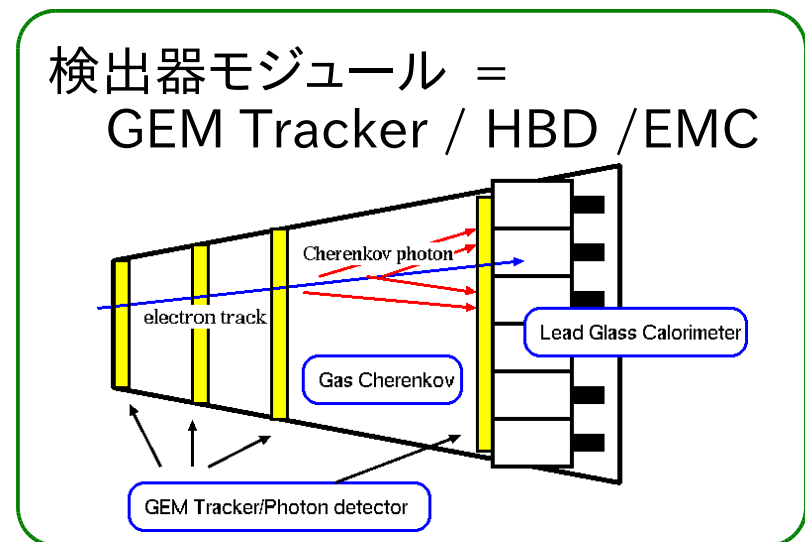 検出器モジュール =
GEM Tracker / HBD /EMC
Cherenkov photon
electron track
Lead Glass Calorimeter
Gas Cherenkov
GEM Tracker/Photon detector